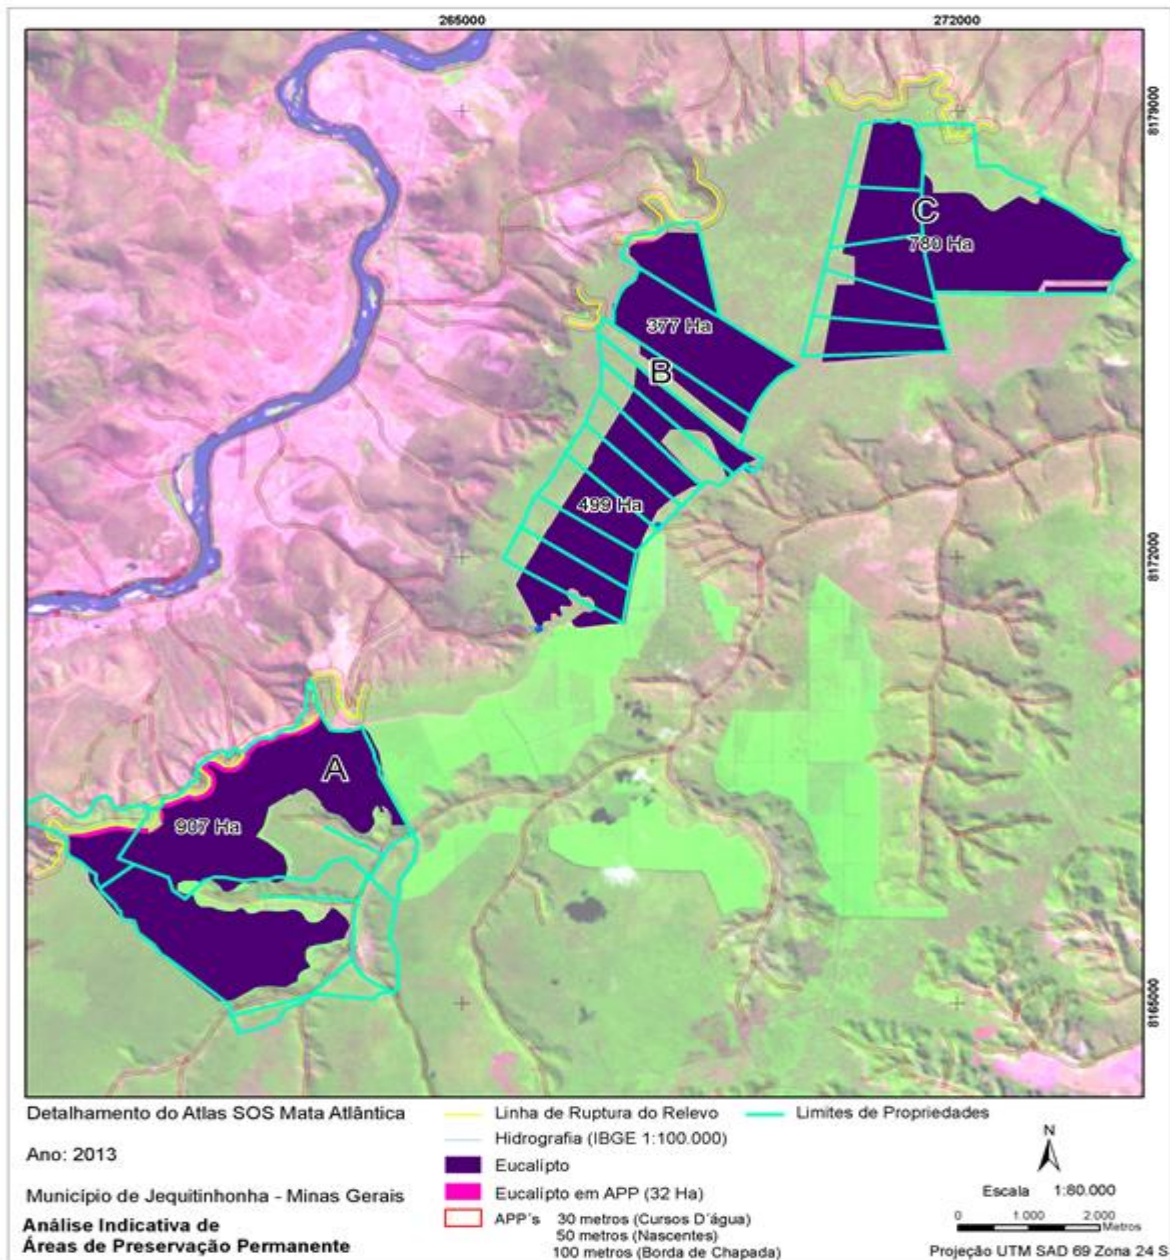 265000 272000
8179000
C
780 Ha
377 Ha
B
499 Ha
8172000
A
907 Ha
8165000
Detalhamento do Atlas SOS Mata Atlântica
Ano: 2013
Município de Jequitinhonha - Minas Gerais
Análise Indicativa de
Áreas de Preservação Permanente
Linha de Ruptura do Relevo
Limites de Propriedades
Hidrografia (IBGE 1:100.000)
Eucalipto
Eucalipto em APP (32 Ha)
APP´s 30 metros (Cursos D´água)
50 metros (Nascentes)
100 metros (Borda de Chapada)
N
Escala 1:80.000
0 1.000 2.000
Metros
Projeção UTM SAD 69 Zona 24 S